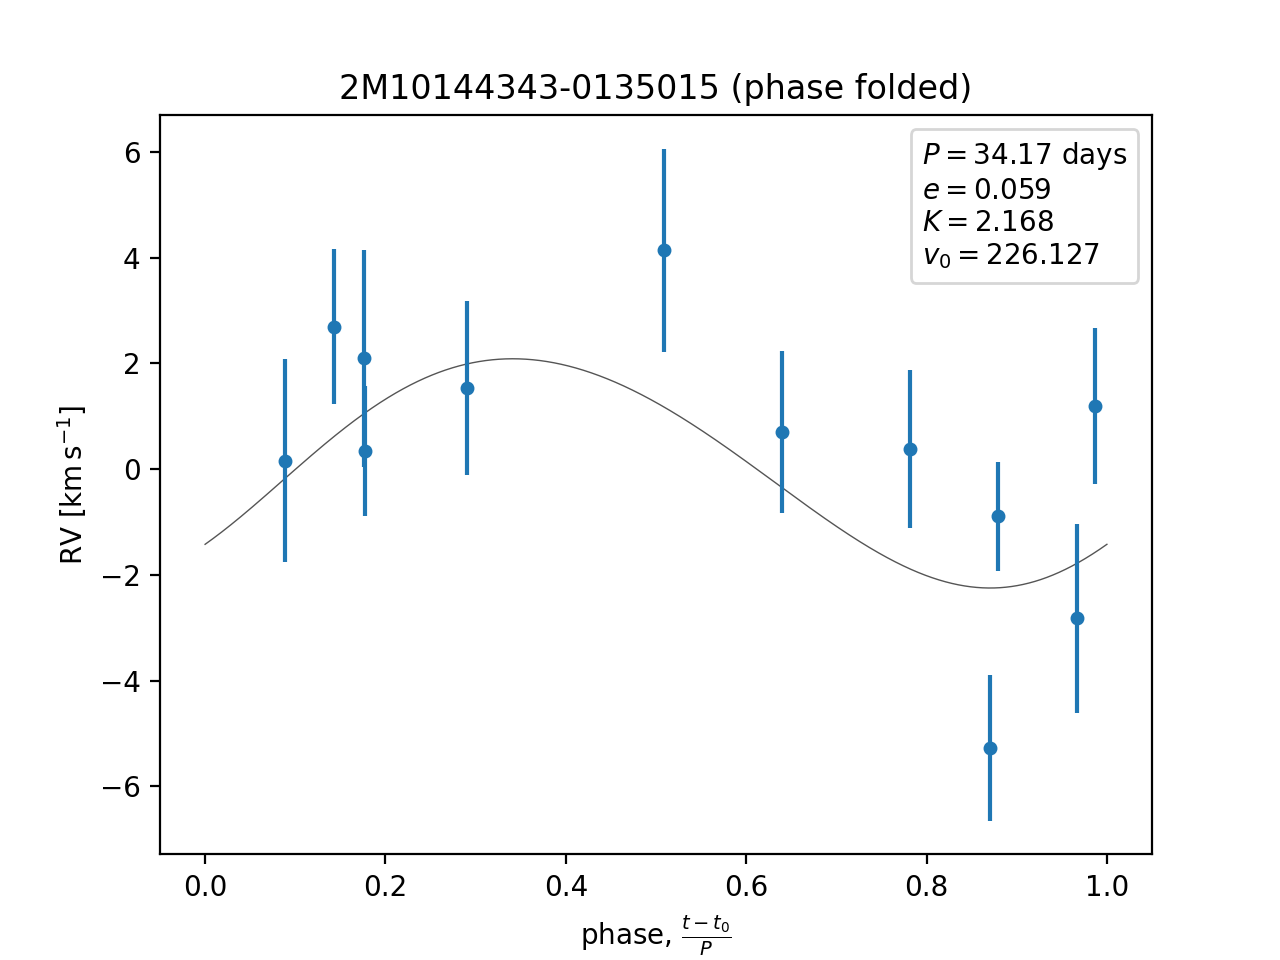 2M10144343-0135015 (phase folded)
P = 34.17 days
e = 0.059
K = 2.168
v₀ = 226.127
RV [km s⁻¹]
6
4
2
0
−2
−4
−6
0.0 0.2 0.4 0.6 0.8 1.0
phase, (t − t₀)/P